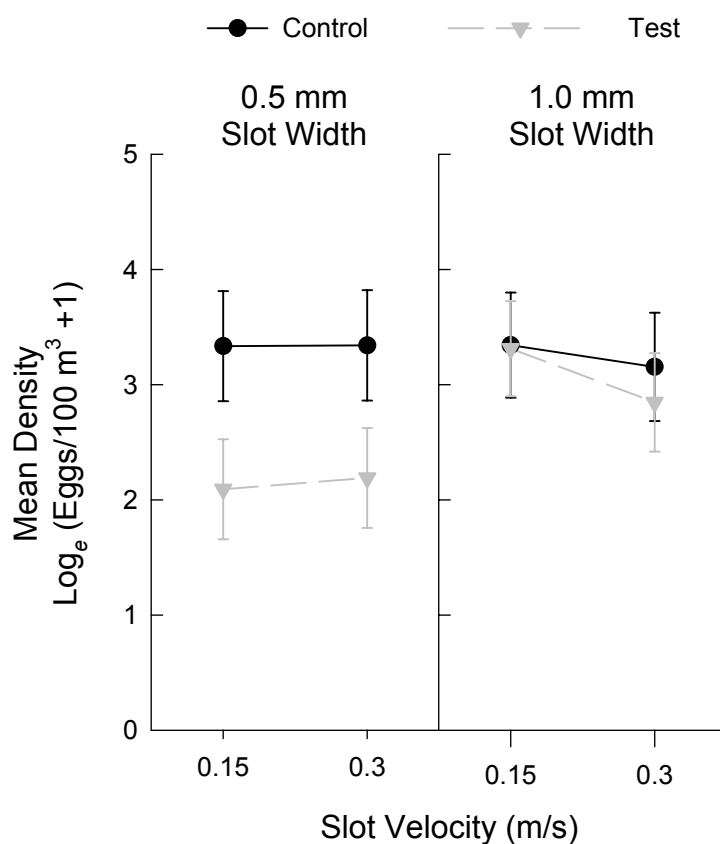 Control Test
0.5 mm
Slot Width
1.0 mm
Slot Width
5
4
3
2
1
0
Mean Density
Logₑ (Eggs/100 m³ +1)
0.15 0.3 0.15 0.3
Slot Velocity (m/s)